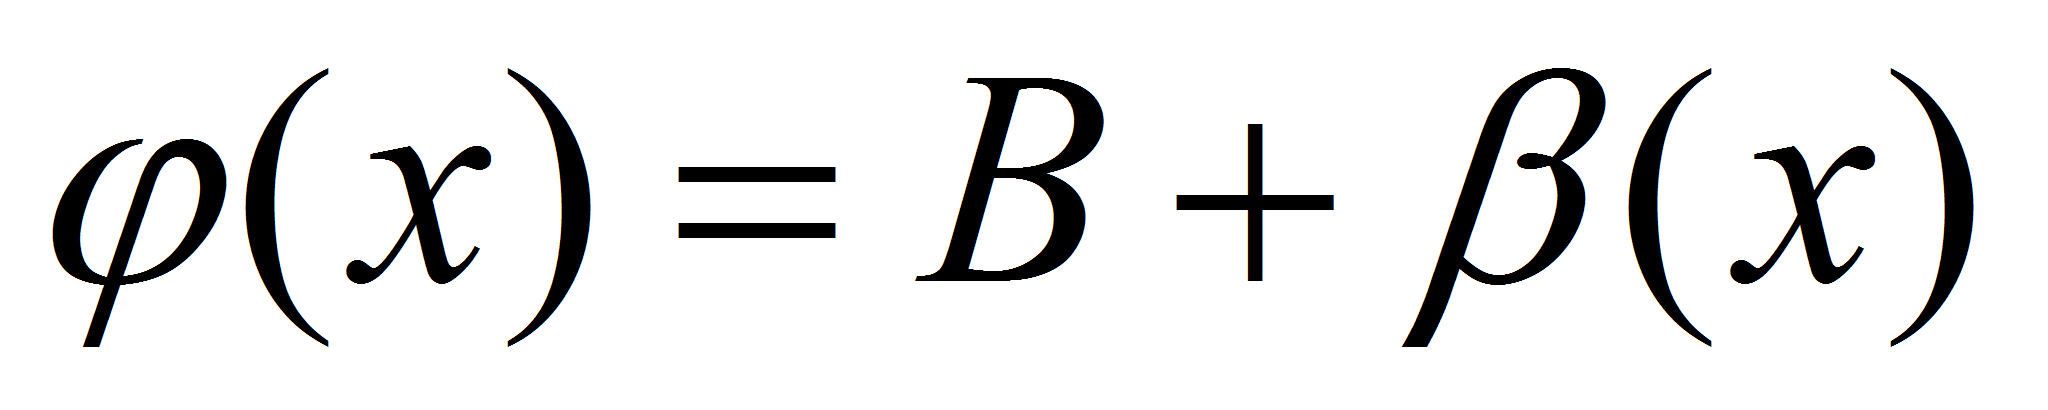 φ(x) = B + β(x)